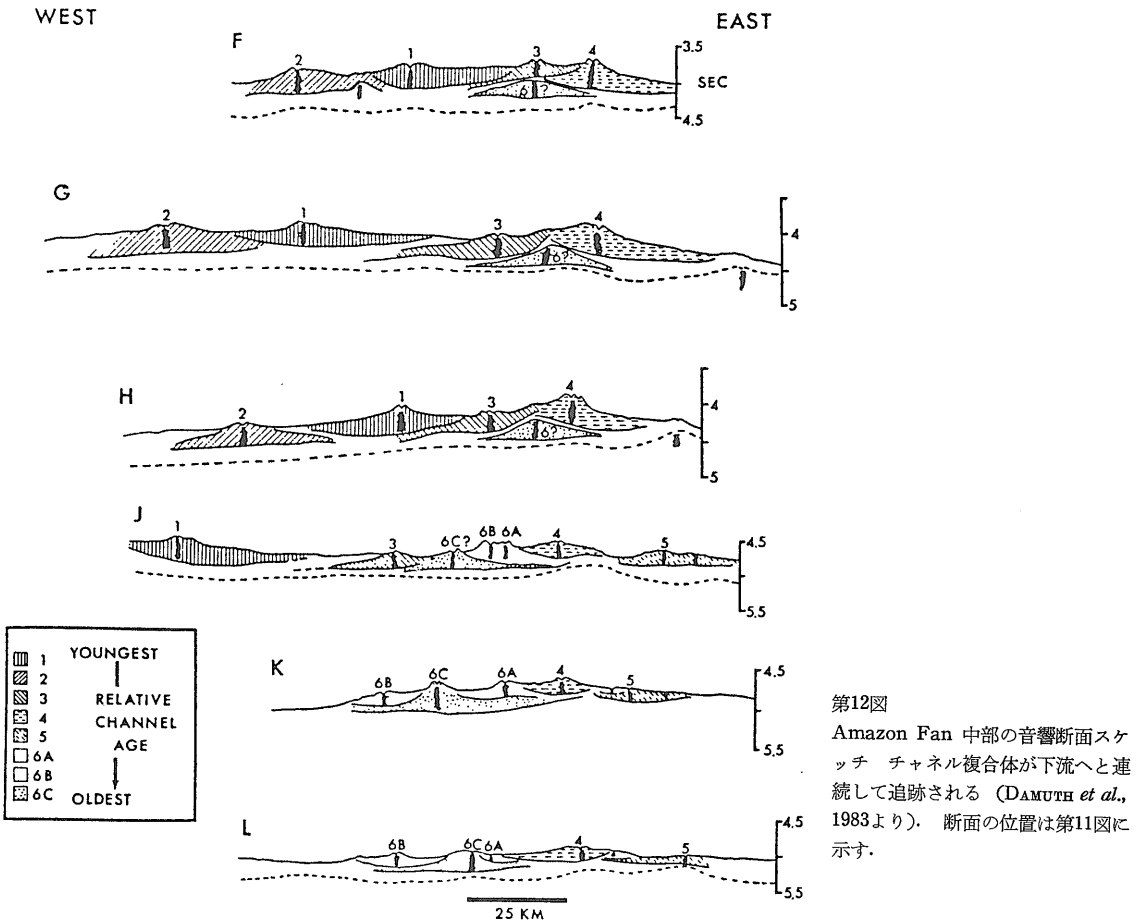 WEST
EAST
F
2
1
3
4
6?
3.5
SEC
4.5
G
2
1
3
4
6?
4
5
H
2
1
3
4
6?
4
5
J
1
3
6C?
6B
6A
4
5
4.5
5.5
K
6B
6C
6A
4
5
4.5
5.5
L
6B
6C
6A
4
5
4.5
5.5
25 KM
1
2
3
4
5
6A
6B
6C
YOUNGEST
RELATIVE
CHANNEL
AGE
OLDEST
第12図
Amazon Fan 中部の音響断面スケ
ッチ チャネル複合体が下流へと連
続して追跡される (DAMUTH et al.,
1983より). 断面の位置は第11図に
示す.